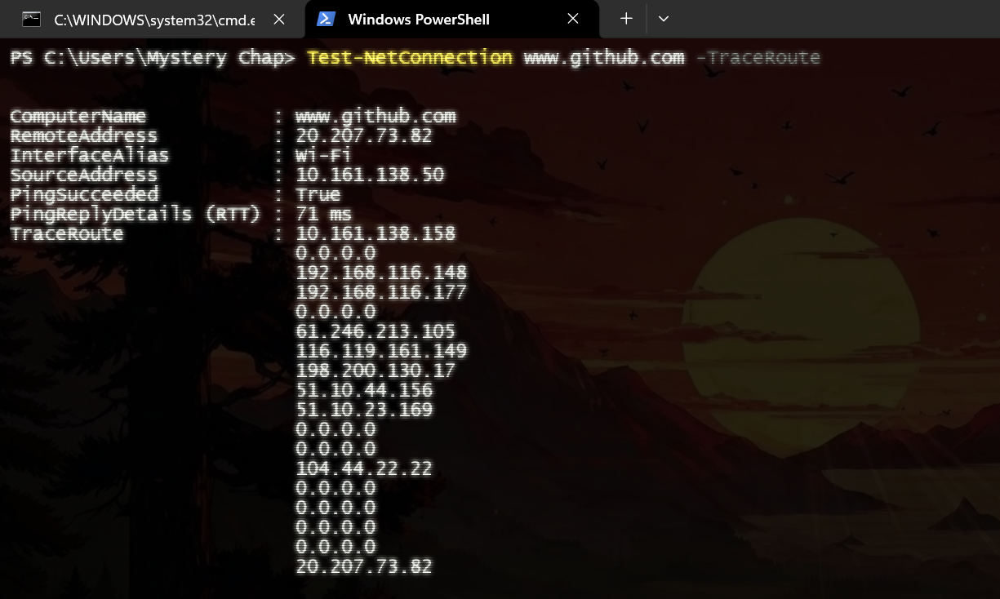 C:\WINDOWS\system32\cmd.e
Windows PowerShell
PS C:\Users\Mystery Chap> Test-NetConnection www.github.com -TraceRoute
ComputerName : www.github.com
RemoteAddress : 20.207.73.82
InterfaceAlias : Wi-Fi
SourceAddress : 10.161.138.50
PingSucceeded : True
PingReplyDetails (RTT) : 71 ms
TraceRoute : 10.161.138.158
0.0.0.0
192.168.116.148
192.168.116.177
0.0.0.0
61.246.213.105
116.119.161.149
198.200.130.17
51.10.44.156
51.10.23.169
0.0.0.0
0.0.0.0
104.44.22.22
0.0.0.0
0.0.0.0
0.0.0.0
0.0.0.0
20.207.73.82